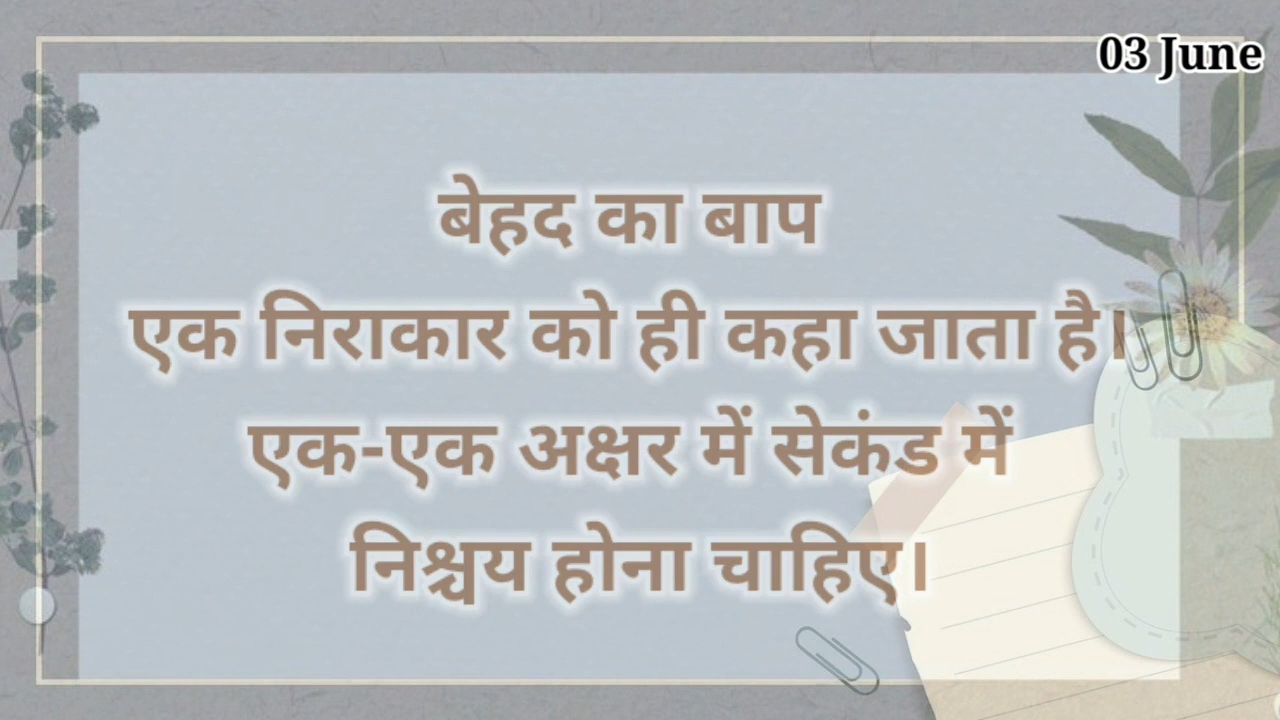 03 June
बेहद का बाप
एक निराकार को ही कहा जाता है।
एक-एक अक्षर में सेकंड में
निश्चय होना चाहिए।